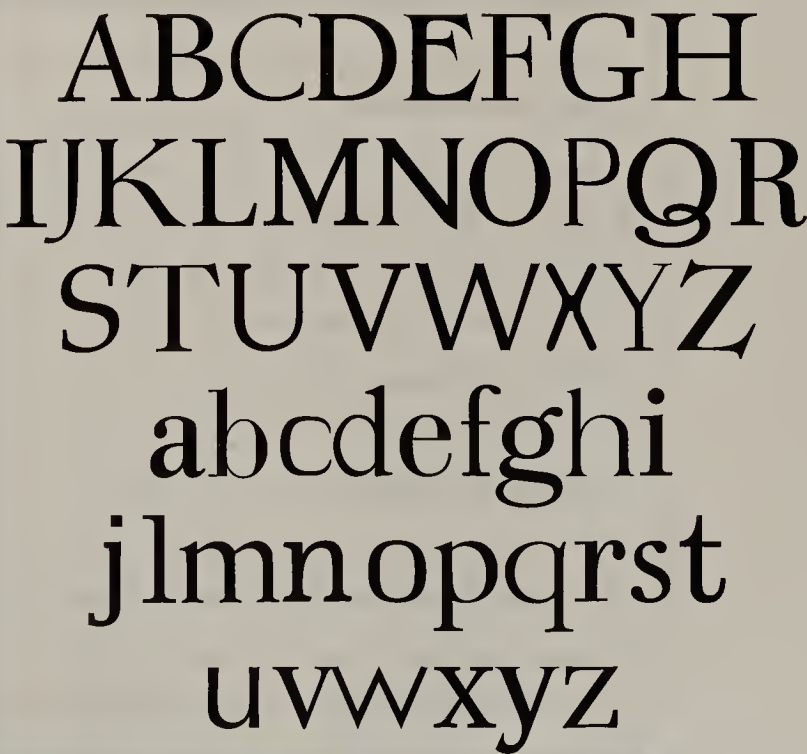 ABCDEFGH
IJKLMNOPQR
STUVWXYZ
abcdefghi
jlmnopqrst
uvwxyz